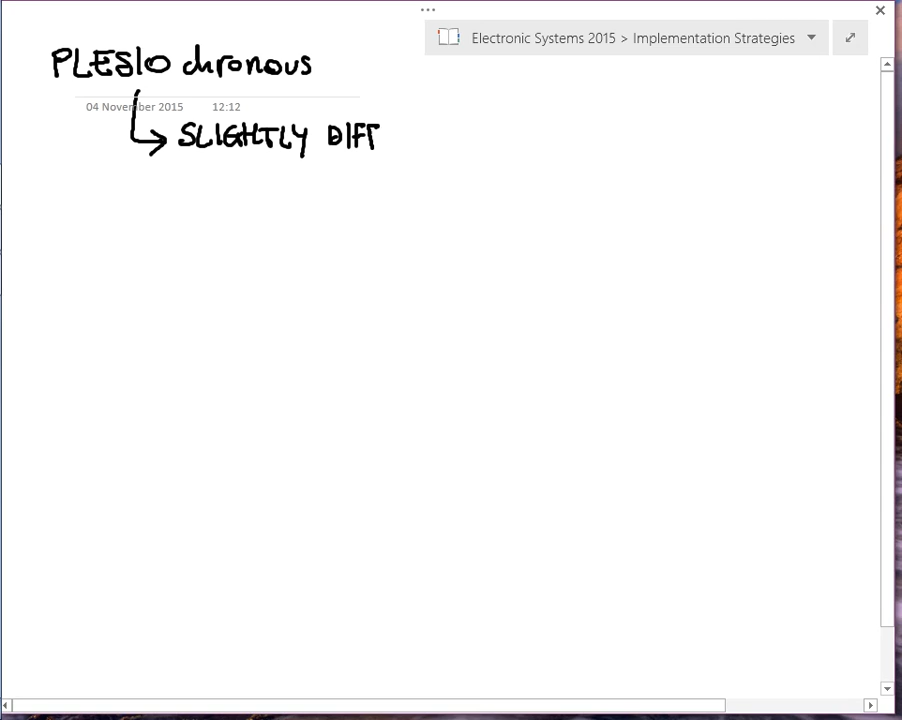 Electronic Systems 2015 > Implementation Strategies
PLESIO chronous
04 November 2015 12:12
SLIGHTLY DIFF